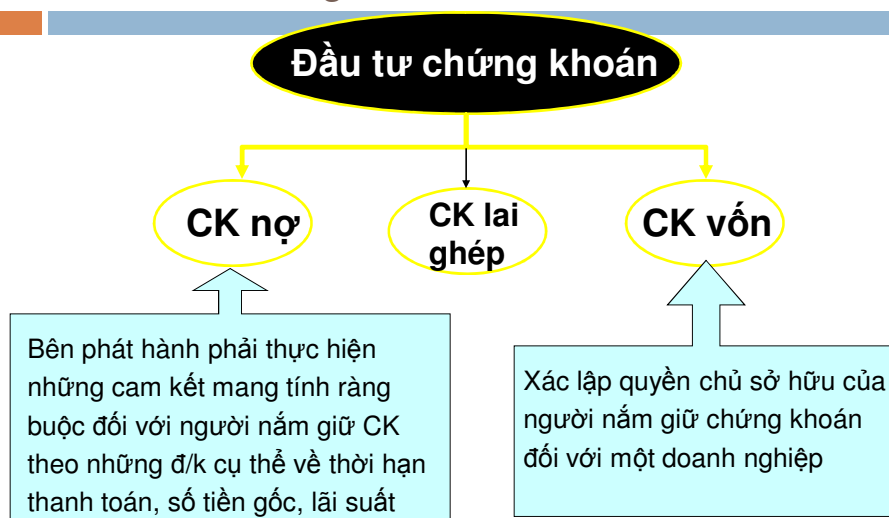 Đầu tư chứng khoán
CK nợ
CK lai
ghép
CK vốn
Bên phát hành phải thực hiện
những cam kết mang tính ràng
buộc đối với người nắm giữ CK
theo những đ/k cụ thể về thời hạn
thanh toán, số tiền gốc, lãi suất
Xác lập quyền chủ sở hữu của
người nắm giữ chứng khoán
đối với một doanh nghiệp